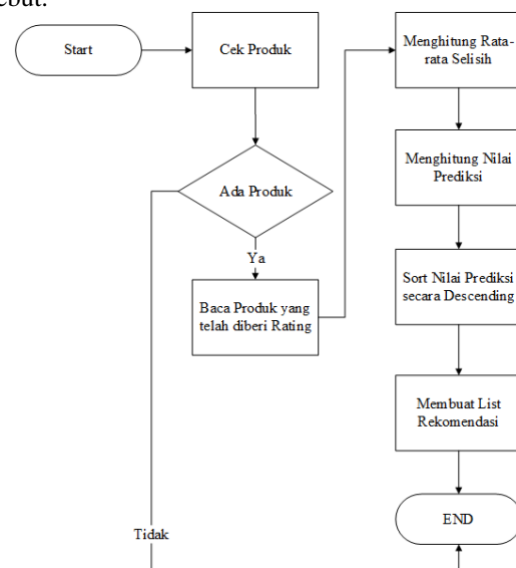 ebut.
Start
Cek Produk
Ada Produk
Ya
Baca Produk yang
telah diberi Rating
Tidak
Menghitung Rata-
rata Selisih
Menghitung Nilai
Prediksi
Sort Nilai Prediksi
secara Descending
Membuat List
Rekomendasi
END